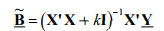 B̲̃ = (X'X + kI)⁻¹X'Y̲